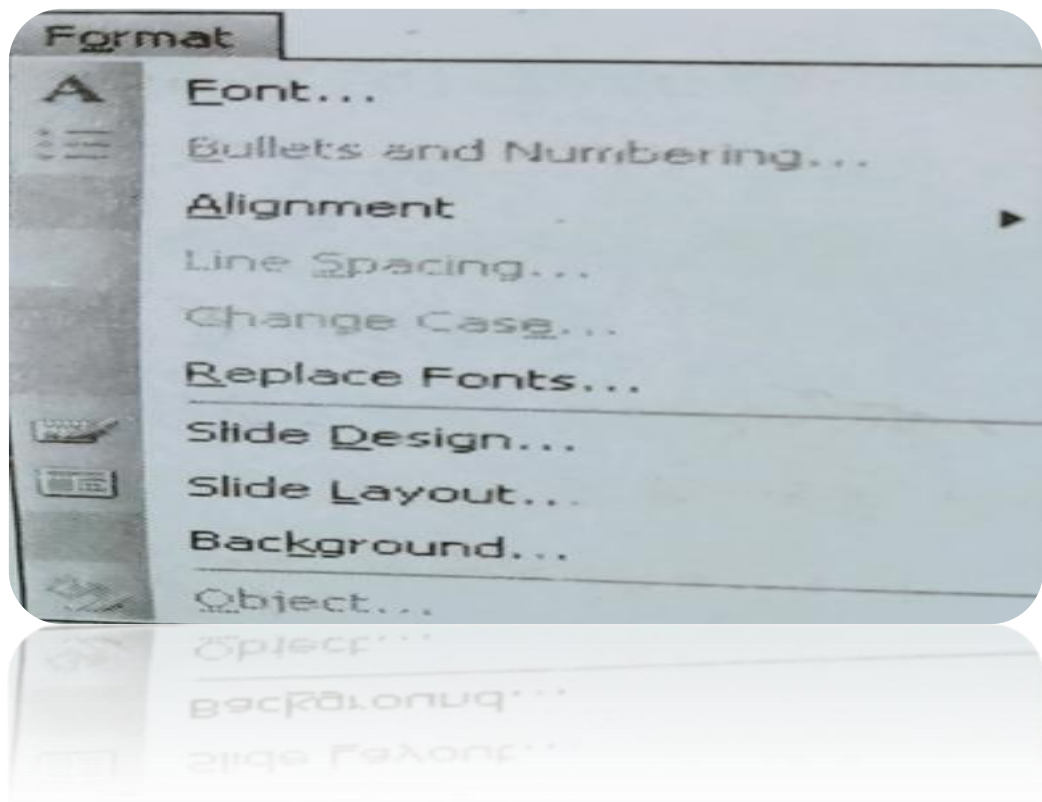 Format
Font...
Bullets and Numbering...
Alignment
Line Spacing...
Change Case...
Replace Fonts...
Slide Design...
Slide Layout...
Background...
Object...